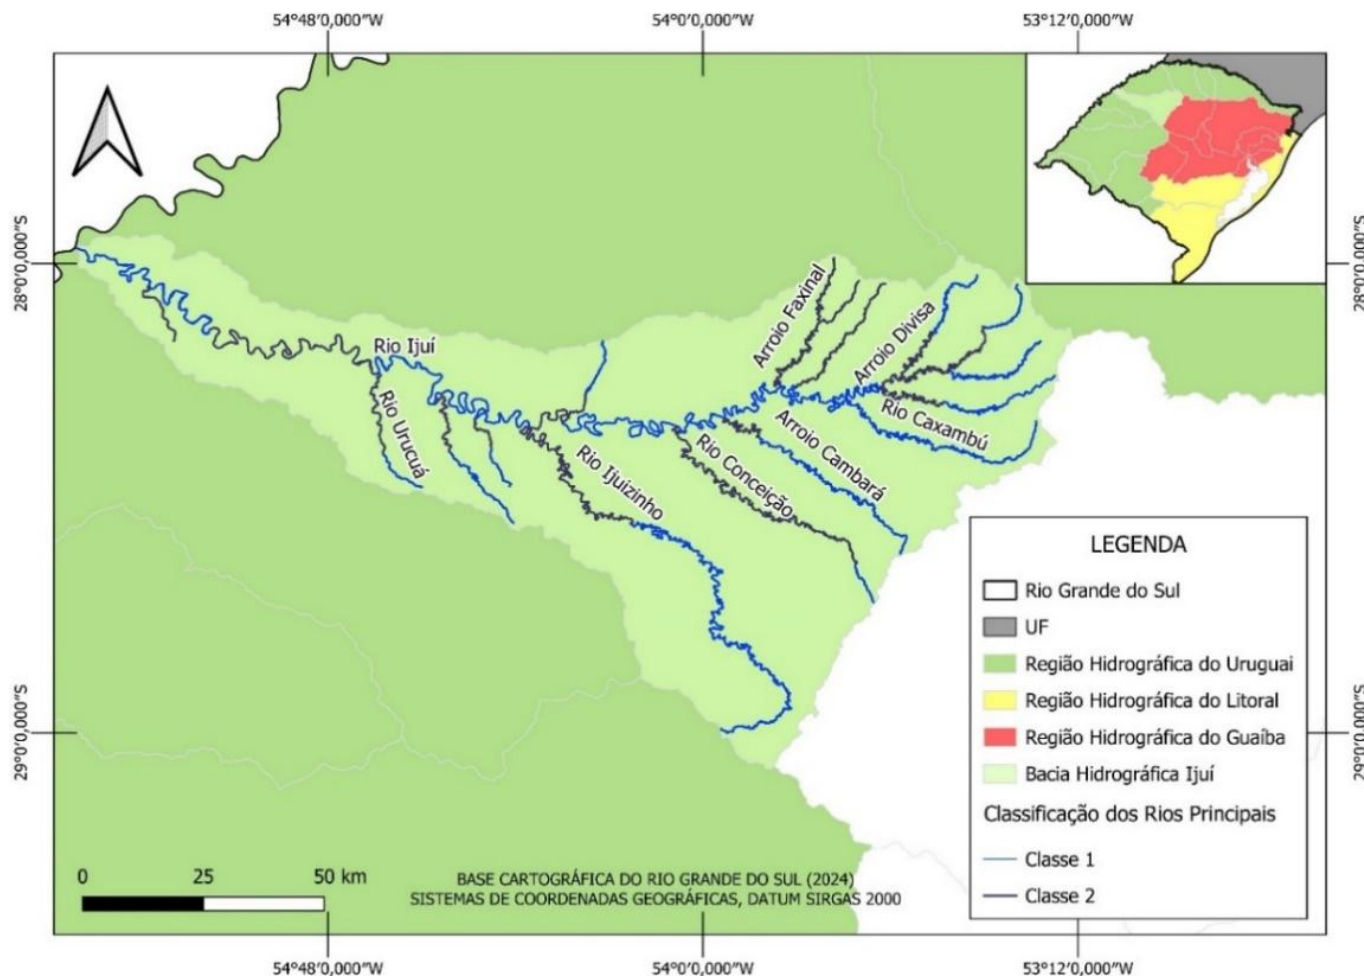 54°48'0,000"W
54°0'0,000"W
53°12'0,000"W
28°0'0,000"S
28°0'0,000"S
Arroio Faxinal
Arroio Divisa
Rio Ijuí
Rio Urucuá
Rio Caxambú
Arroio Cambará
Rio Conceição
Rio Ijuizinho
LEGENDA
Rio Grande do Sul
UF
Região Hidrográfica do Uruguai
Região Hidrográfica do Litoral
Região Hidrográfica do Guaíba
Bacia Hidrográfica Ijuí
Classificação dos Rios Principais
Classe 1
Classe 2
29°0'0,000"S
29°0'0,000"S
0 25 50 km
BASE CARTOGRÁFICA DO RIO GRANDE DO SUL (2024)
SISTEMAS DE COORDENADAS GEOGRÁFICAS, DATUM SIRGAS 2000
54°48'0,000"W
54°0'0,000"W
53°12'0,000"W